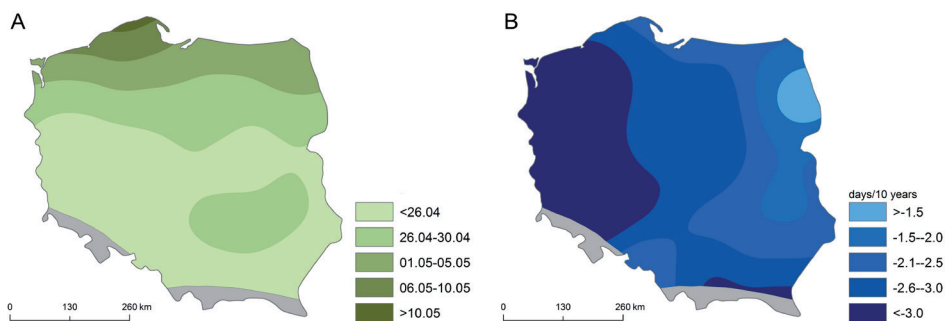 A
B
<26.04
26.04-30.04
01.05-05.05
06.05-10.05
>10.05
0 130 260 km
days/10 years
>-1.5
-1.5--2.0
-2.1--2.5
-2.6--3.0
<-3.0
0 130 260 km